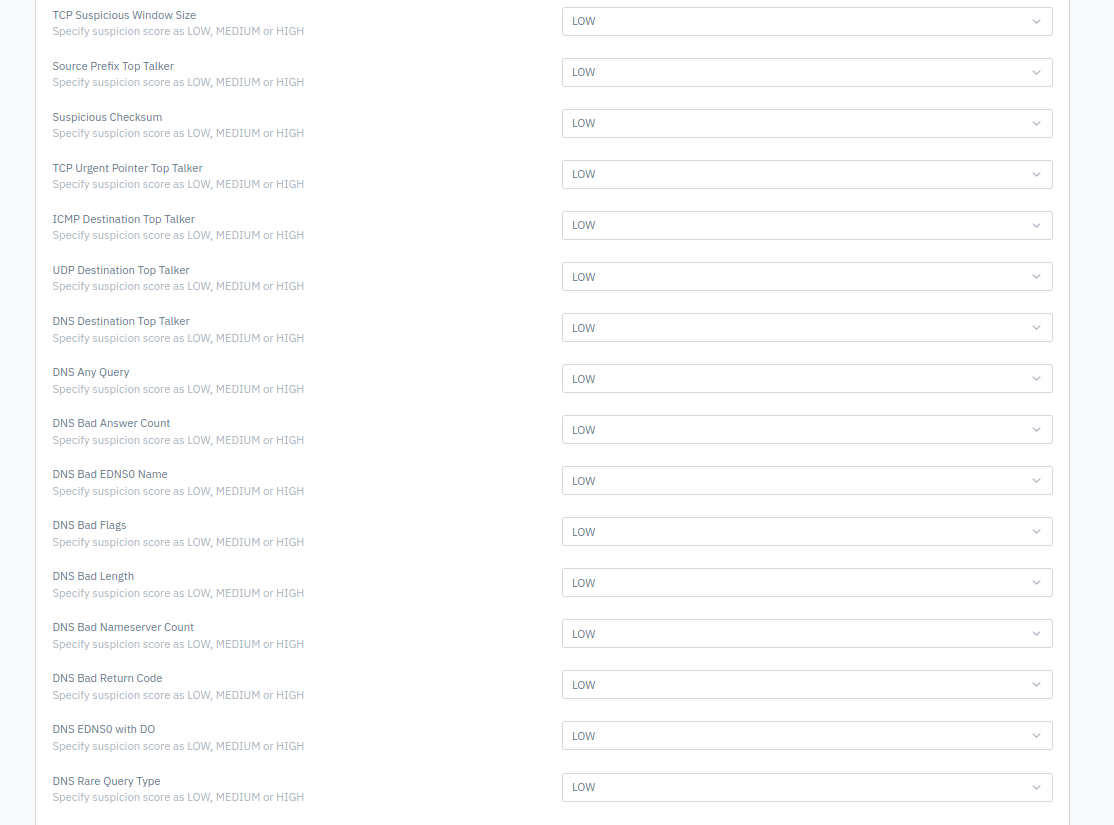 TCP Suspicious Window Size
Specify suspicion score as LOW, MEDIUM or HIGH
LOW
Source Prefix Top Talker
Specify suspicion score as LOW, MEDIUM or HIGH
LOW
Suspicious Checksum
Specify suspicion score as LOW, MEDIUM or HIGH
LOW
TCP Urgent Pointer Top Talker
Specify suspicion score as LOW, MEDIUM or HIGH
LOW
ICMP Destination Top Talker
Specify suspicion score as LOW, MEDIUM or HIGH
LOW
UDP Destination Top Talker
Specify suspicion score as LOW, MEDIUM or HIGH
LOW
DNS Destination Top Talker
Specify suspicion score as LOW, MEDIUM or HIGH
LOW
DNS Any Query
Specify suspicion score as LOW, MEDIUM or HIGH
LOW
DNS Bad Answer Count
Specify suspicion score as LOW, MEDIUM or HIGH
LOW
DNS Bad EDNS0 Name
Specify suspicion score as LOW, MEDIUM or HIGH
LOW
DNS Bad Flags
Specify suspicion score as LOW, MEDIUM or HIGH
LOW
DNS Bad Length
Specify suspicion score as LOW, MEDIUM or HIGH
LOW
DNS Bad Nameserver Count
Specify suspicion score as LOW, MEDIUM or HIGH
LOW
DNS Bad Return Code
Specify suspicion score as LOW, MEDIUM or HIGH
LOW
DNS EDNS0 with DO
Specify suspicion score as LOW, MEDIUM or HIGH
LOW
DNS Rare Query Type
Specify suspicion score as LOW, MEDIUM or HIGH
LOW